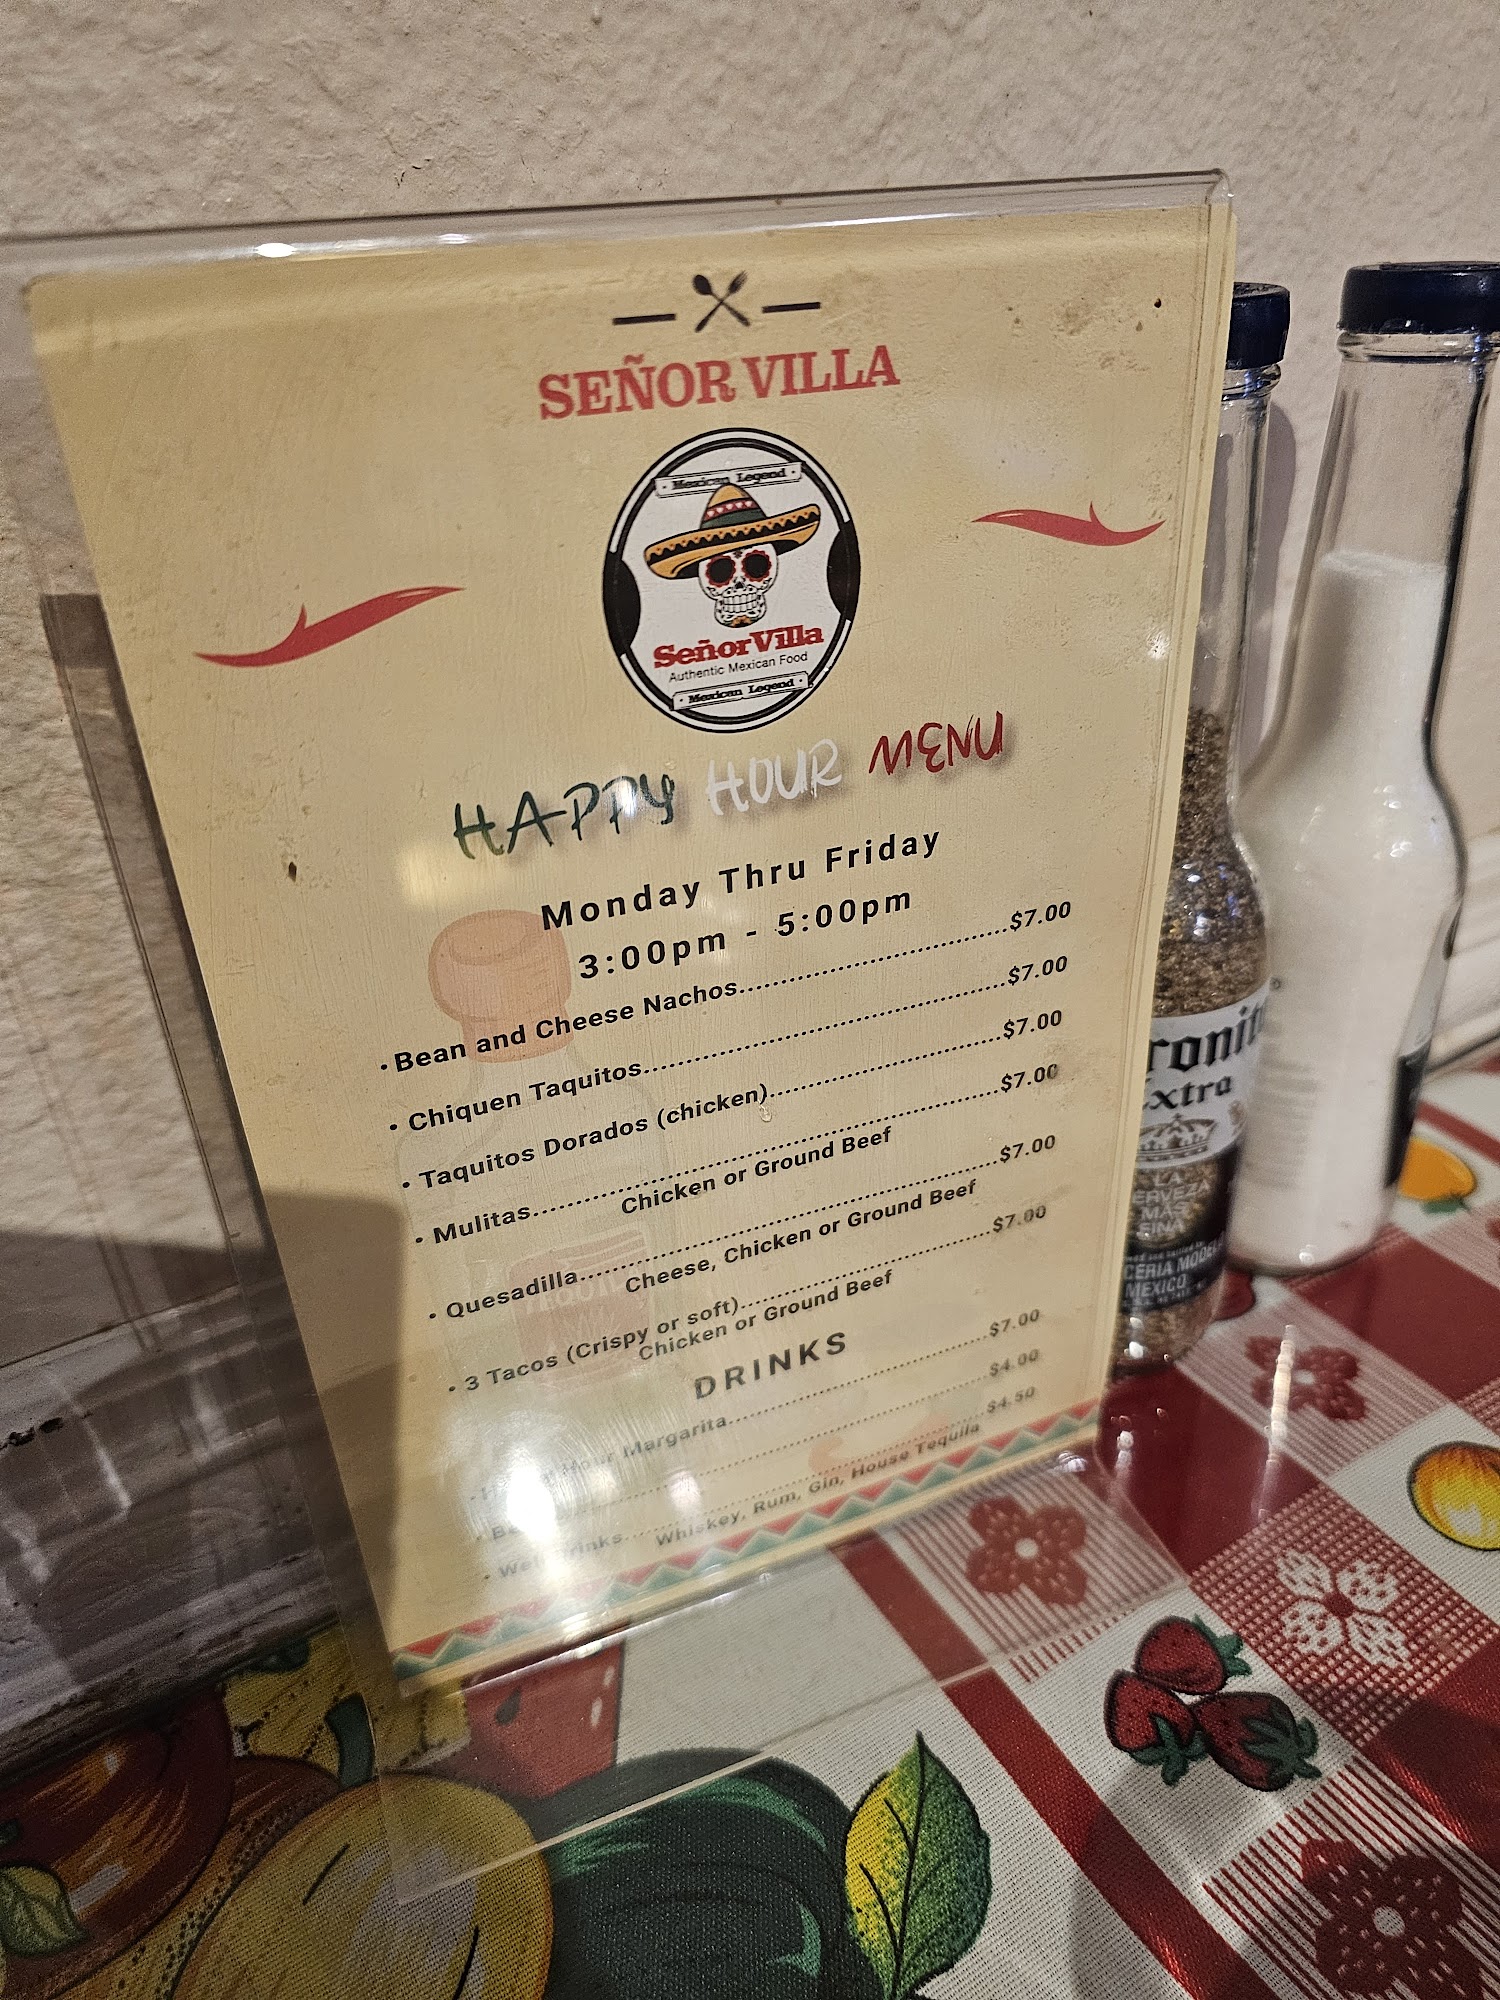 SEÑOR VILLA
Mexican Legend
SeñorVilla
Authentic Mexican Food
Mexican Legend
HAPPY HOUR MENU
Monday Thru Friday
3:00pm - 5:00pm
• Bean and Cheese Nachos..............................$7.00
• Chiquen Taquitos..............................$7.00
• Taquitos Dorados (chicken)..............................$7.00
• Mulitas..............................$7.00
Chicken or Ground Beef
• Quesadilla..............................$7.00
Cheese, Chicken or Ground Beef
• 3 Tacos (Crispy or soft)..............................$7.00
Chicken or Ground Beef
DRINKS
Hour Margarita..............................$7.00
..............................$4.00
• Well Drinks..............................$4.50
Whiskey, Rum, Gin, House Tequila
Extra
LA
MAS
MEXICO